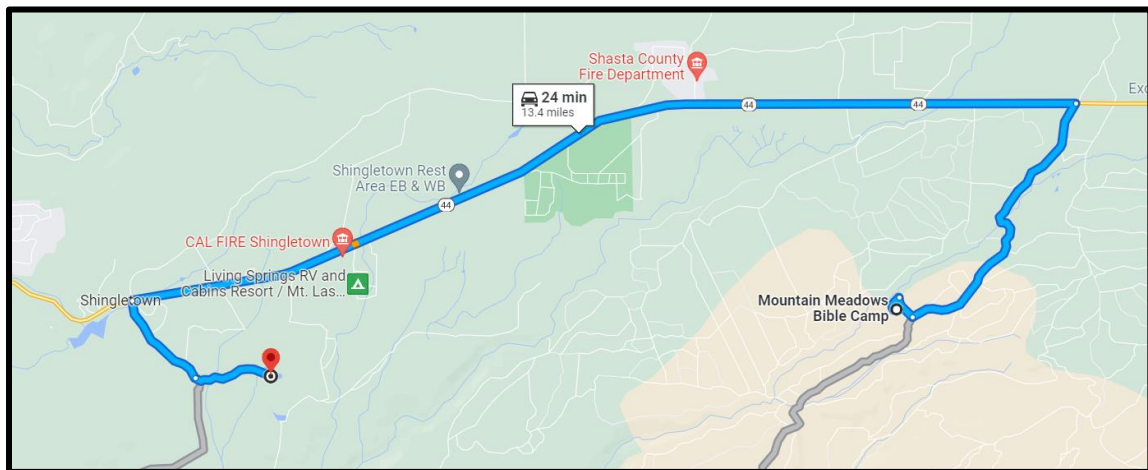 Shasta County
Fire Department
24 min
13.4 miles
44
44
Exc
Shingletown Rest
Area EB & WB
44
CAL FIRE Shingletown
Living Springs RV and
Cabins Resort / Mt. Las...
Shingletown
Mountain Meadows
Bible Camp